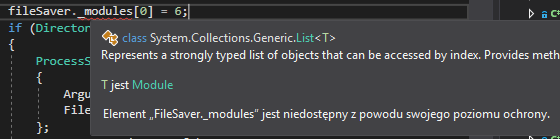 fileSaver._modules[0] = 6;
if (Director
{
class System.Collections.Generic.List<T>
Represents a strongly typed list of objects that can be accessed by index. Provides meth
ProcessS
{
T jest Module
Argu
File
Element „FileSaver._modules” jest niedostępny z powodu swojego poziomu ochrony.